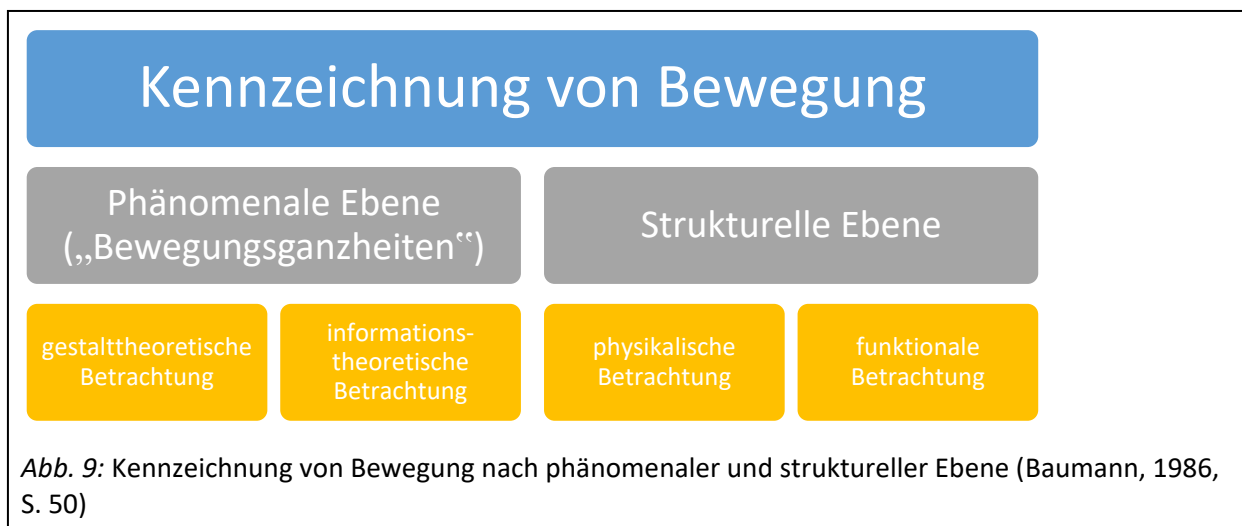 Kennzeichnung von Bewegung
Phänomenale Ebene
(„Bewegungsganzheiten“)
Strukturelle Ebene
gestalttheoretische
Betrachtung
informations-
theoretische
Betrachtung
physikalische
Betrachtung
funktionale
Betrachtung
Abb. 9: Kennzeichnung von Bewegung nach phänomenaler und struktureller Ebene (Baumann, 1986,
S. 50)